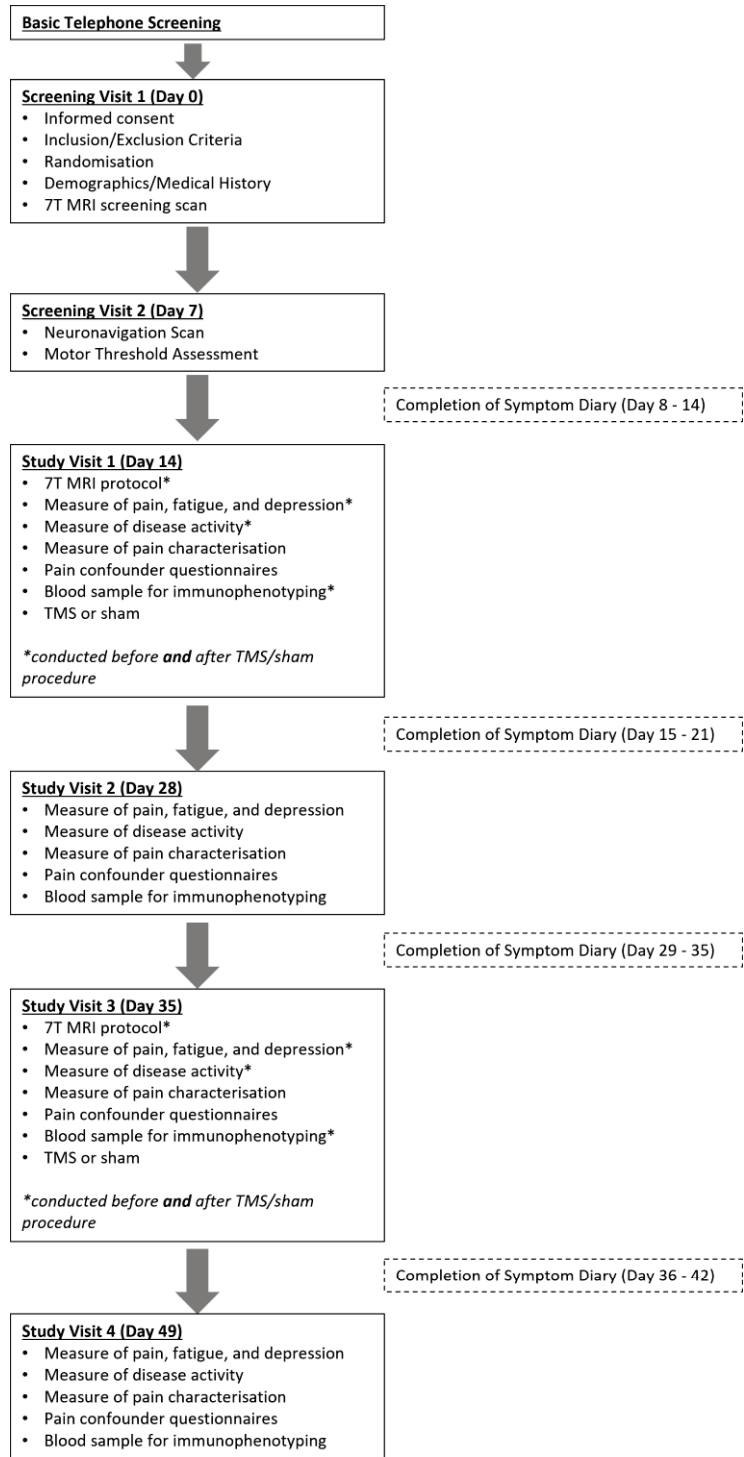 Basic Telephone Screening
Screening Visit 1 (Day 0)
• Informed consent
• Inclusion/Exclusion Criteria
• Randomisation
• Demographics/Medical History
• 7T MRI screening scan
Screening Visit 2 (Day 7)
• Neuronavigation Scan
• Motor Threshold Assessment
Completion of Symptom Diary (Day 8 - 14)
Study Visit 1 (Day 14)
• 7T MRI protocol*
• Measure of pain, fatigue, and depression*
• Measure of disease activity*
• Measure of pain characterisation
• Pain confounder questionnaires
• Blood sample for immunophenotyping*
• TMS or sham
*conducted before and after TMS/sham
procedure
Completion of Symptom Diary (Day 15 - 21)
Study Visit 2 (Day 28)
• Measure of pain, fatigue, and depression
• Measure of disease activity
• Measure of pain characterisation
• Pain confounder questionnaires
• Blood sample for immunophenotyping
Completion of Symptom Diary (Day 29 - 35)
Study Visit 3 (Day 35)
• 7T MRI protocol*
• Measure of pain, fatigue, and depression*
• Measure of disease activity*
• Measure of pain characterisation
• Pain confounder questionnaires
• Blood sample for immunophenotyping*
• TMS or sham
*conducted before and after TMS/sham
procedure
Completion of Symptom Diary (Day 36 - 42)
Study Visit 4 (Day 49)
• Measure of pain, fatigue, and depression
• Measure of disease activity
• Measure of pain characterisation
• Pain confounder questionnaires
• Blood sample for immunophenotyping